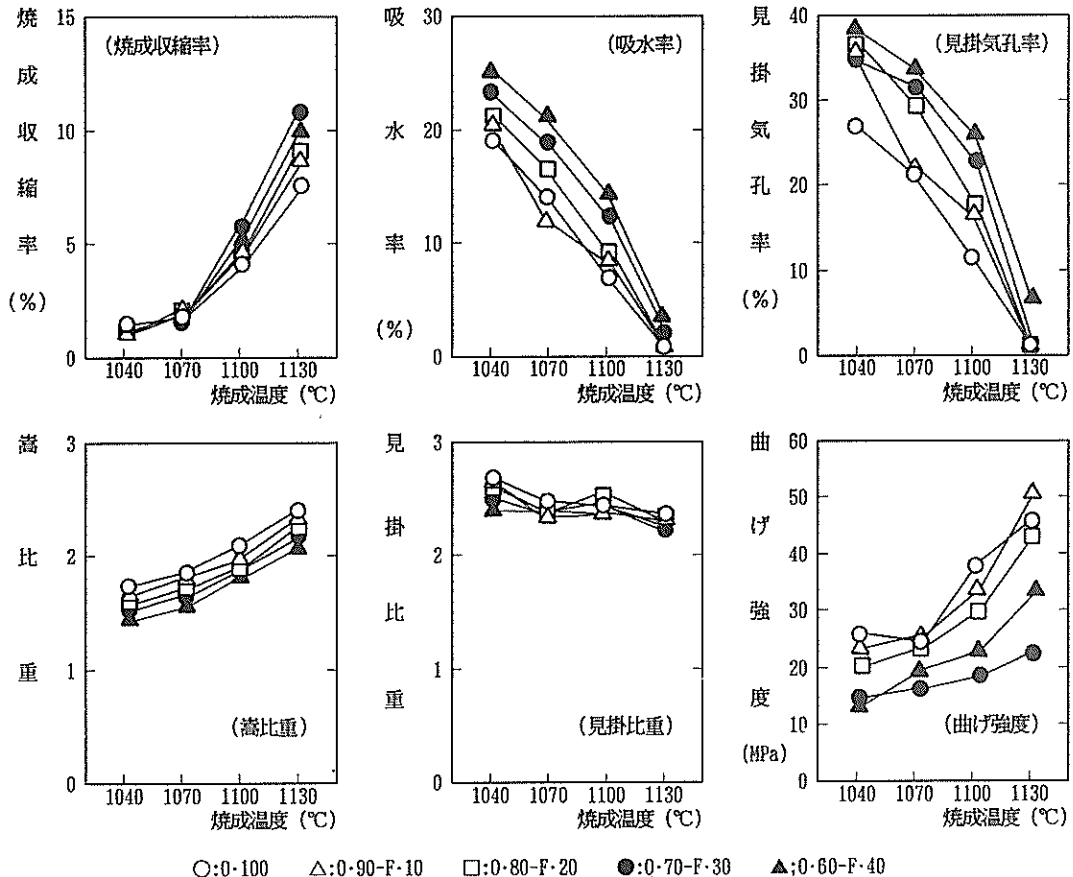 焼成収縮率(%)
15
10
5
0
(焼成収縮率)
1040 1070 1100 1130
焼成温度 (℃)
吸水率(%)
30
20
10
0
(吸水率)
1040 1070 1100 1130
焼成温度 (℃)
見掛気孔率(%)
40
30
20
10
0
(見掛気孔率)
1040 1070 1100 1130
焼成温度 (℃)
嵩比重
3
2
1
0
(嵩比重)
1040 1070 1100 1130
焼成温度 (℃)
見掛比重
3
2
1
0
(見掛比重)
1040 1070 1100 1130
焼成温度 (℃)
曲げ強度(MPa)
60
50
40
30
20
10
0
(曲げ強度)
1040 1070 1100 1130
焼成温度 (℃)
○:0・100 △:0・90-F・10 □:0・80-F・20 ●:0・70-F・30 ▲;0・60-F・40